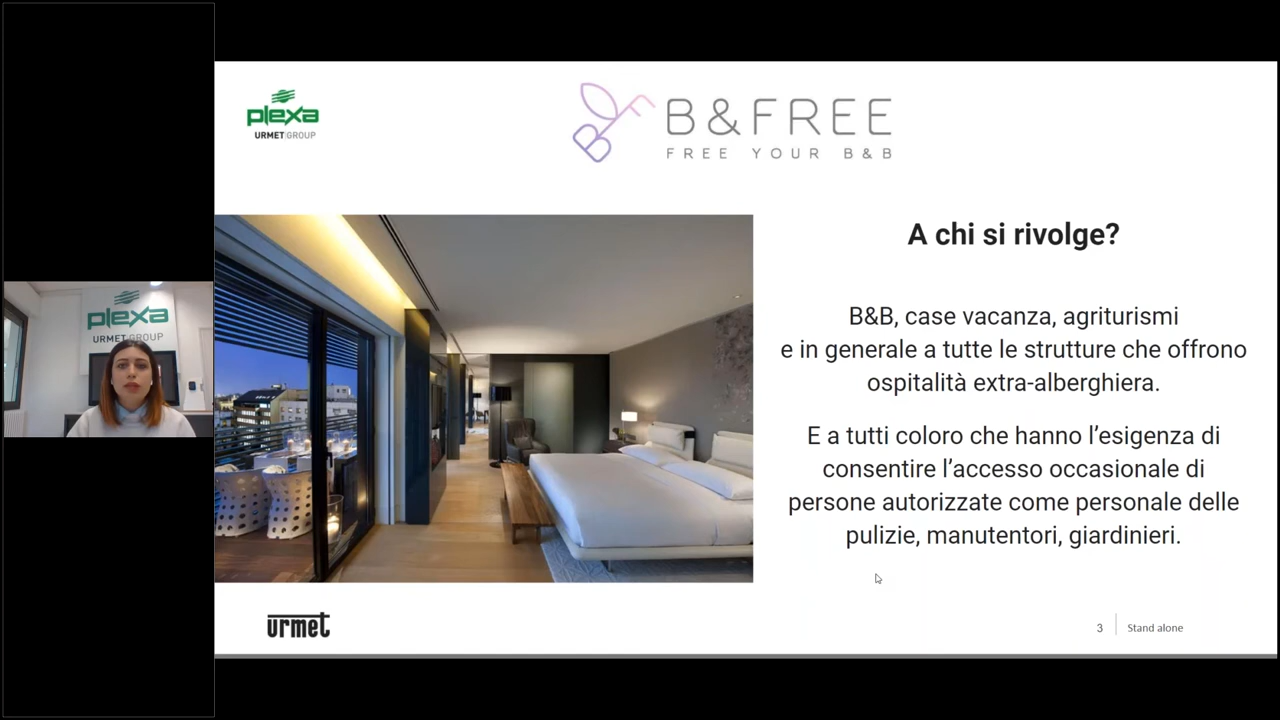 plexa
URMET GROUP
B&FREE
FREE YOUR B&B
A chi si rivolge?
B&B, case vacanza, agriturismi
e in generale a tutte le strutture che offrono
ospitalità extra-alberghiera.
E a tutti coloro che hanno l’esigenza di
consentire l’accesso occasionale di
persone autorizzate come personale delle
pulizie, manutentori, giardinieri.
plexa
URMET GROUP
urmet
3
Stand alone